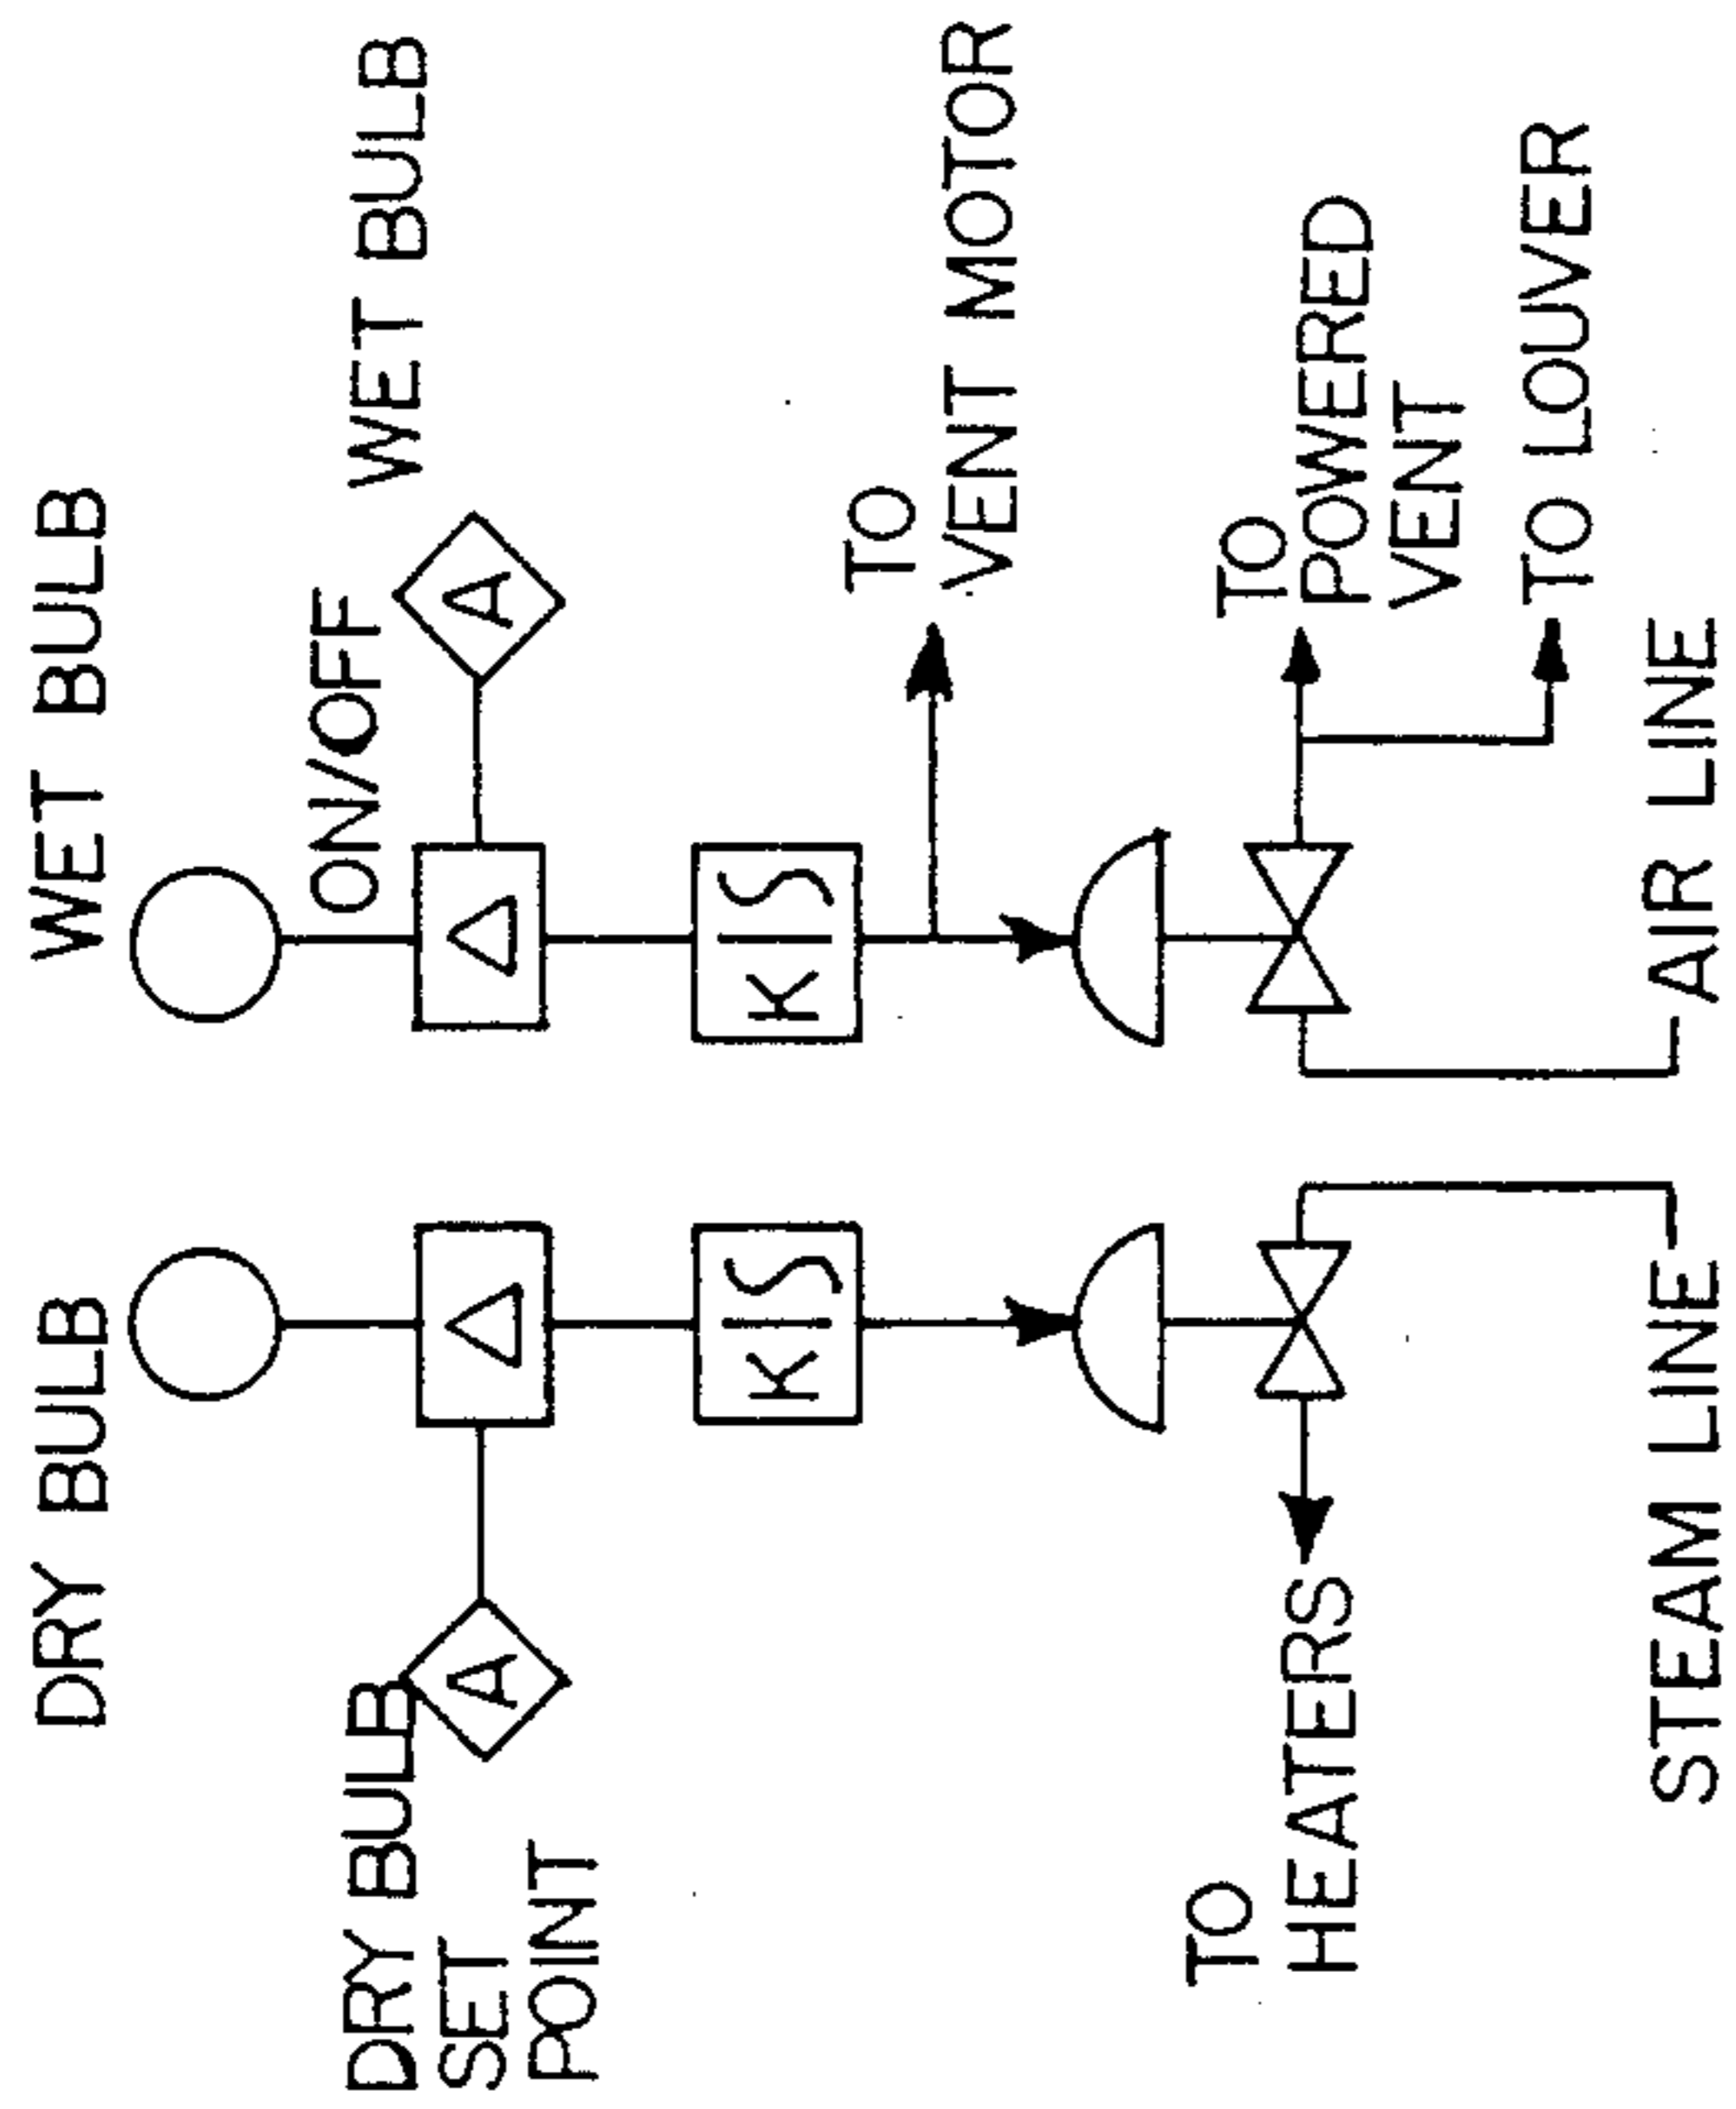 DRY BULB
WET BULB
ON/OFF
DRY BULB
SET
POINT
A
Δ
Δ
A
WET BULB
K|S
K|S
TO
VENT MOTOR
TO
HEATERS
TO
POWERED
VENT
TO LOUVER
STEAM LINE
AIR LINE